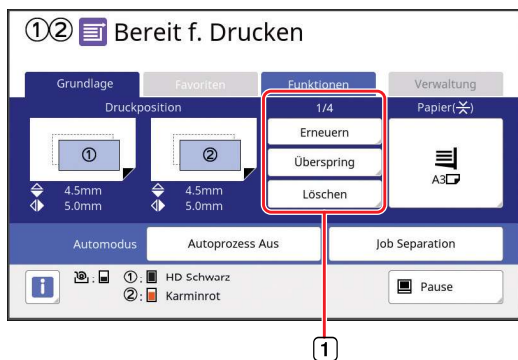 ①② Bereit f. Drucken
Grundlage Favoriten Funktionen Verwaltung
Druckposition 1/4 Papier(
① ② Erneuern
Überspring
Löschen
A3
4.5mm 4.5mm
5.0mm 5.0mm
Automodus Autoprozess Aus Job Separation
①: HD Schwarz
②: Karminrot
i Pause
1